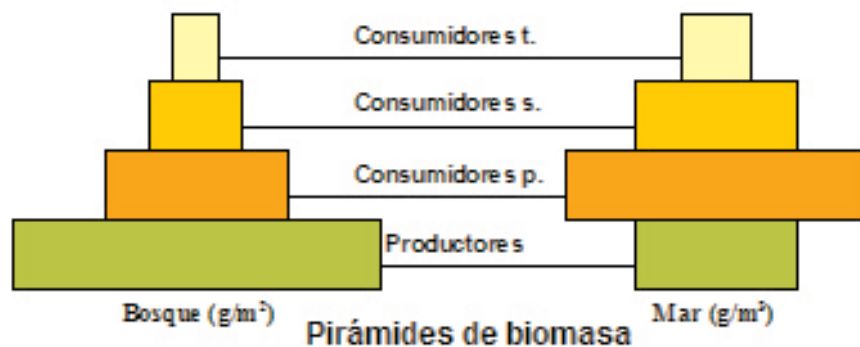 Consumidores t.
Consumidores s.
Consumidores p.
Productores
Bosque (g/m²)
Mar (g/m²)
Pirámides de biomasa